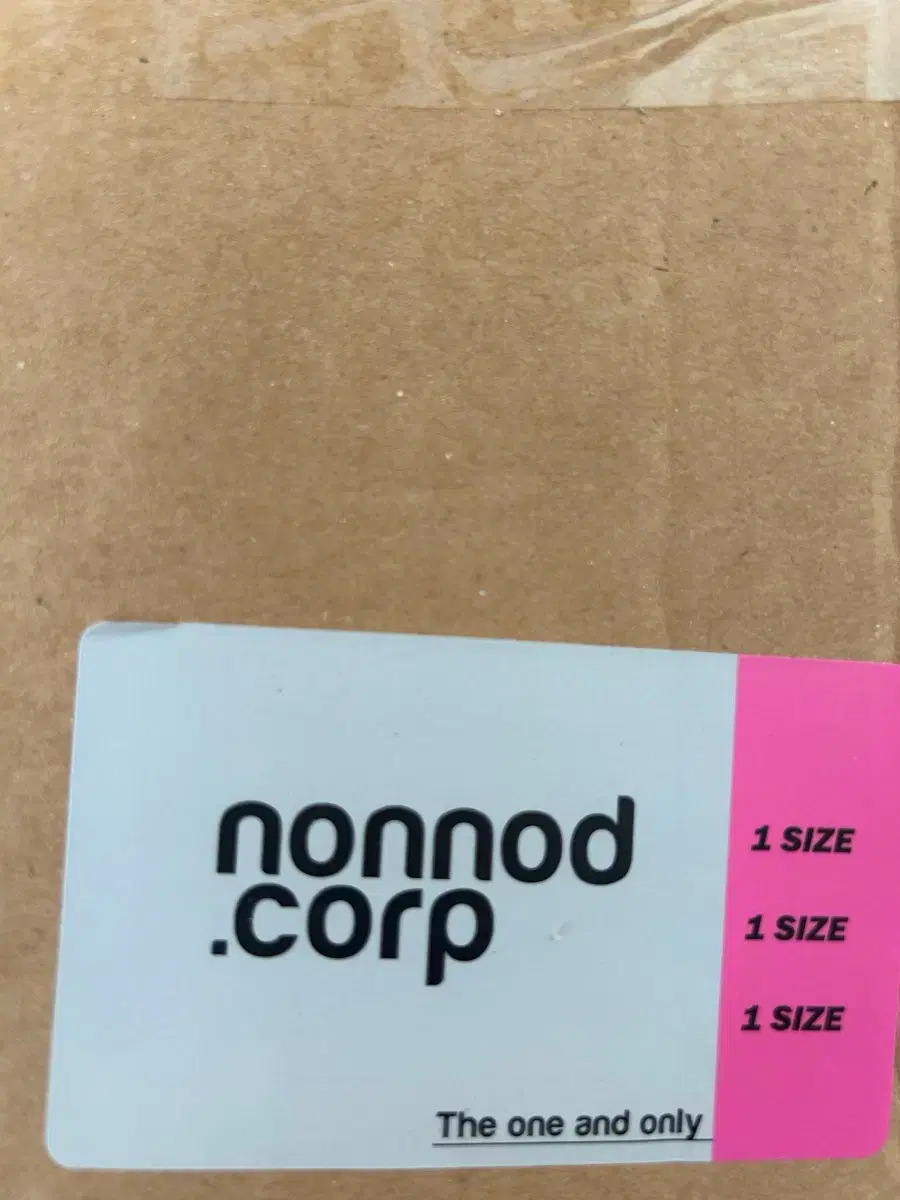 nonnod
.corp
1 SIZE
1 SIZE
1 SIZE
The one and only